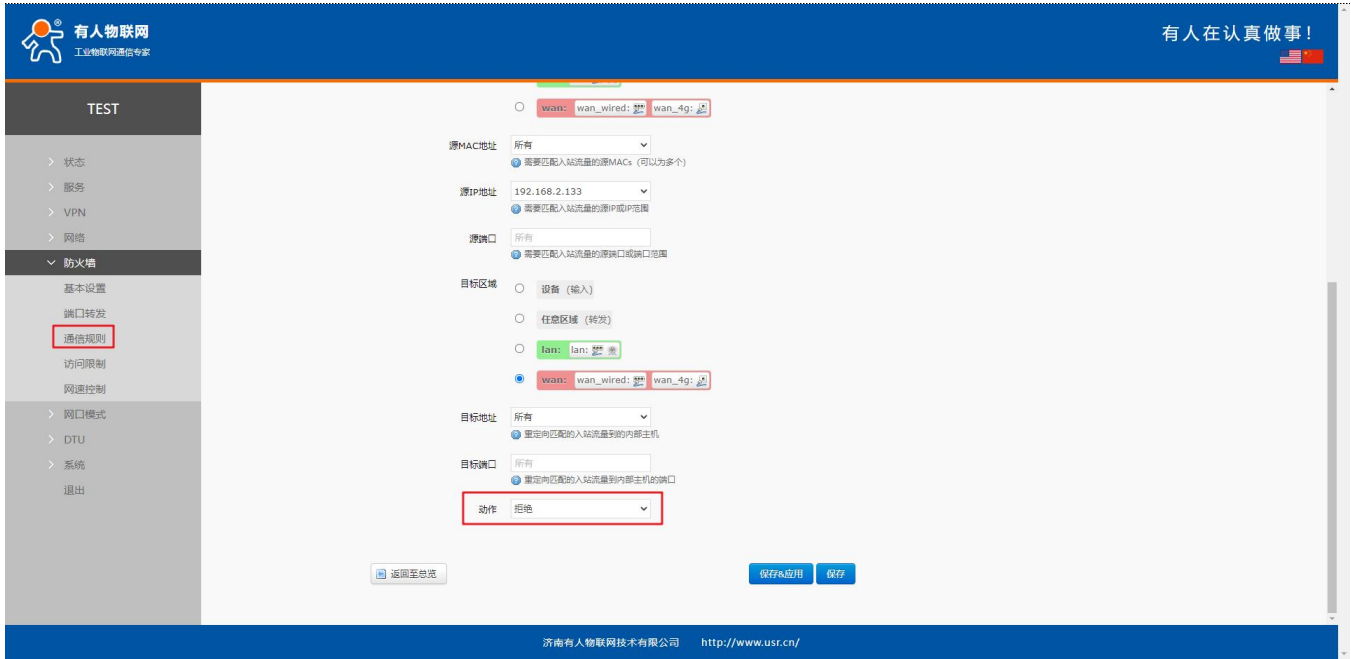 有人物联网
工业物联网通信专家
有人在认真做事!
TEST
状态
服务
VPN
网络
防火墙
基本设置
端口转发
通信规则
访问限制
网速控制
网口模式
DTU
系统
退出
wan: wan_wired: wan_4g:
源MAC地址 所有
需要匹配入站流量的源MACs (可以为多个)
源IP地址 192.168.2.133
需要匹配入站流量的源IP或IP范围
源端口 所有
需要匹配入站流量的源端口或端口范围
目标区域 设备 (输入)
任意区域 (转发)
lan: lan:
wan: wan_wired: wan_4g:
目标地址 所有
重定向匹配的入站流量到的内部主机
目标端口 所有
重定向匹配的入站流量到内部主机的端口
动作 拒绝
返回至总览 保存&应用 保存
济南有人物联网技术有限公司 http://www.usr.cn/